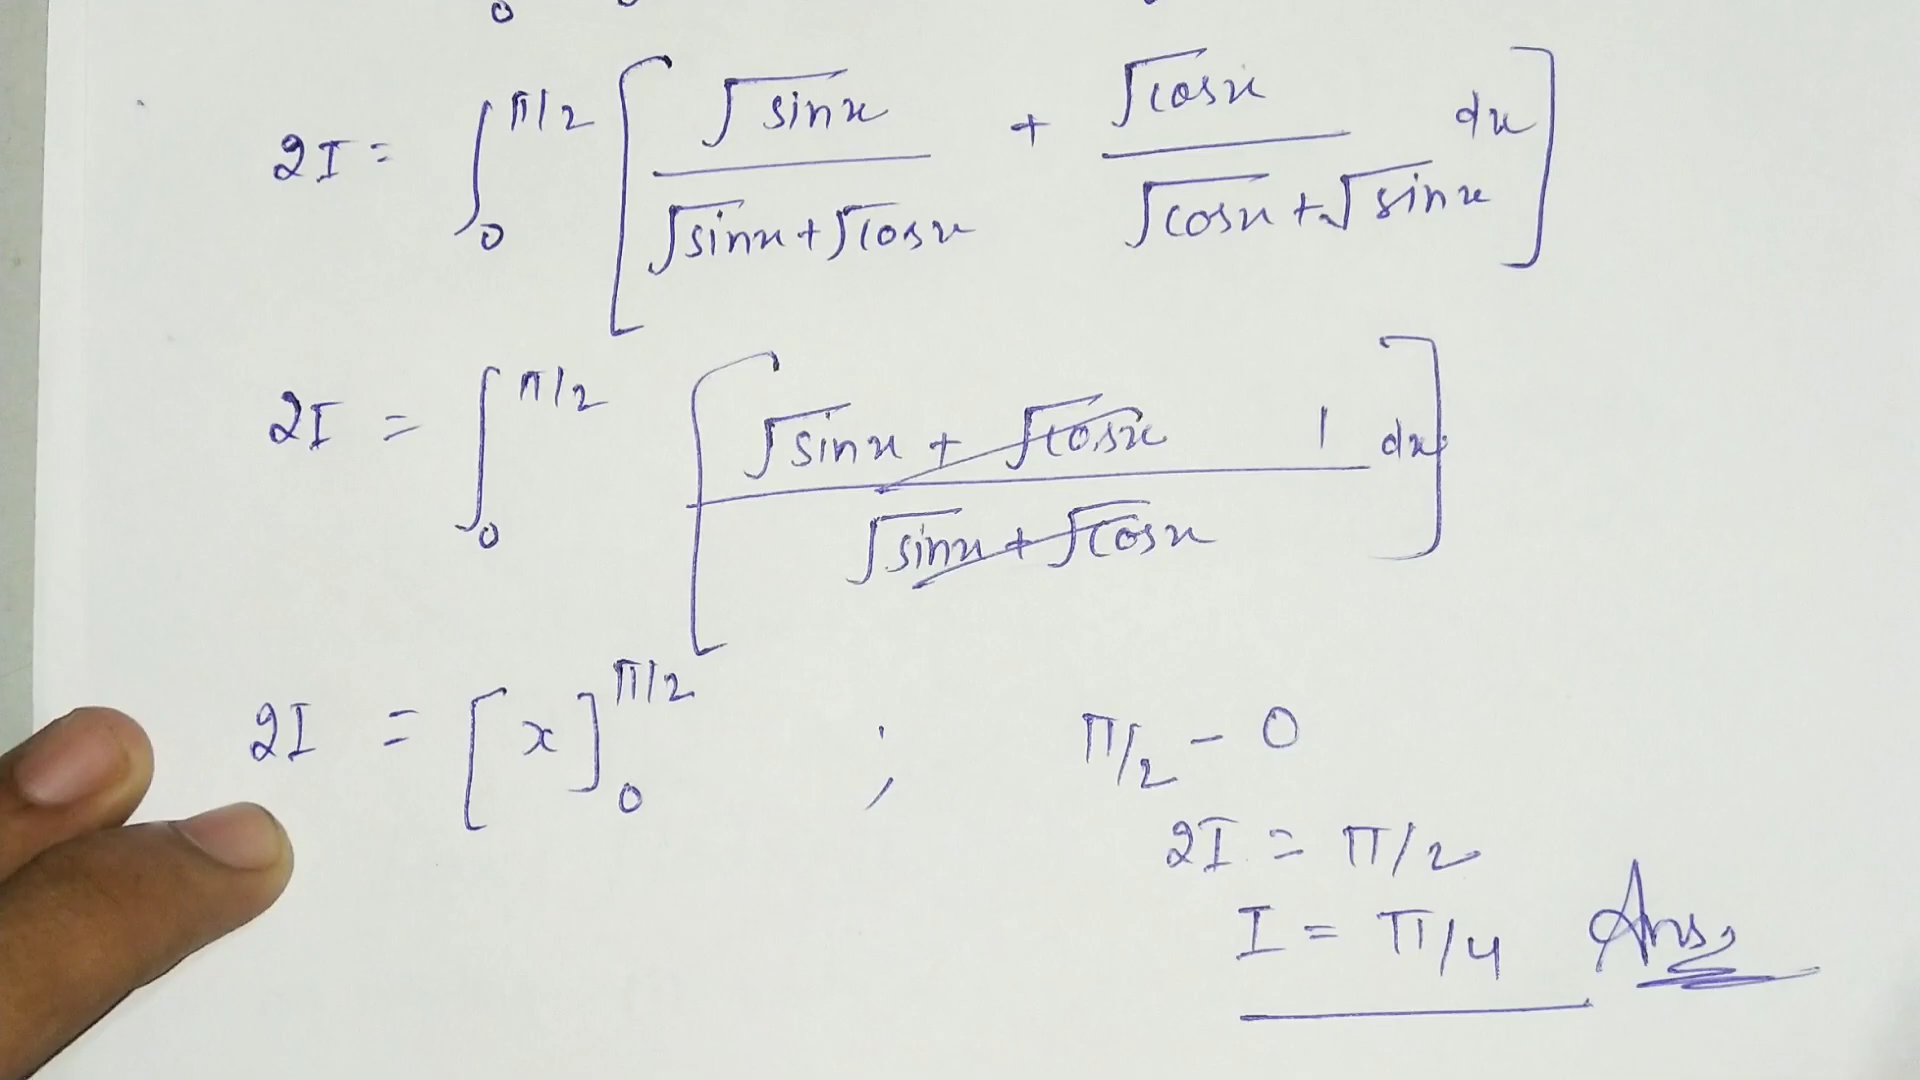 2I = ∫₀^π/2 [ √sinx / (√sinx + √cosx) + √cosx / (√cosx + √sinx) dx ]
2I = ∫₀^π/2 [ (√sinx + √cosx) / (√sinx + √cosx) 1 dx ]
2I = [x]₀^π/2 ; π/2 - 0
2I = π/2
I = π/4 Ans,